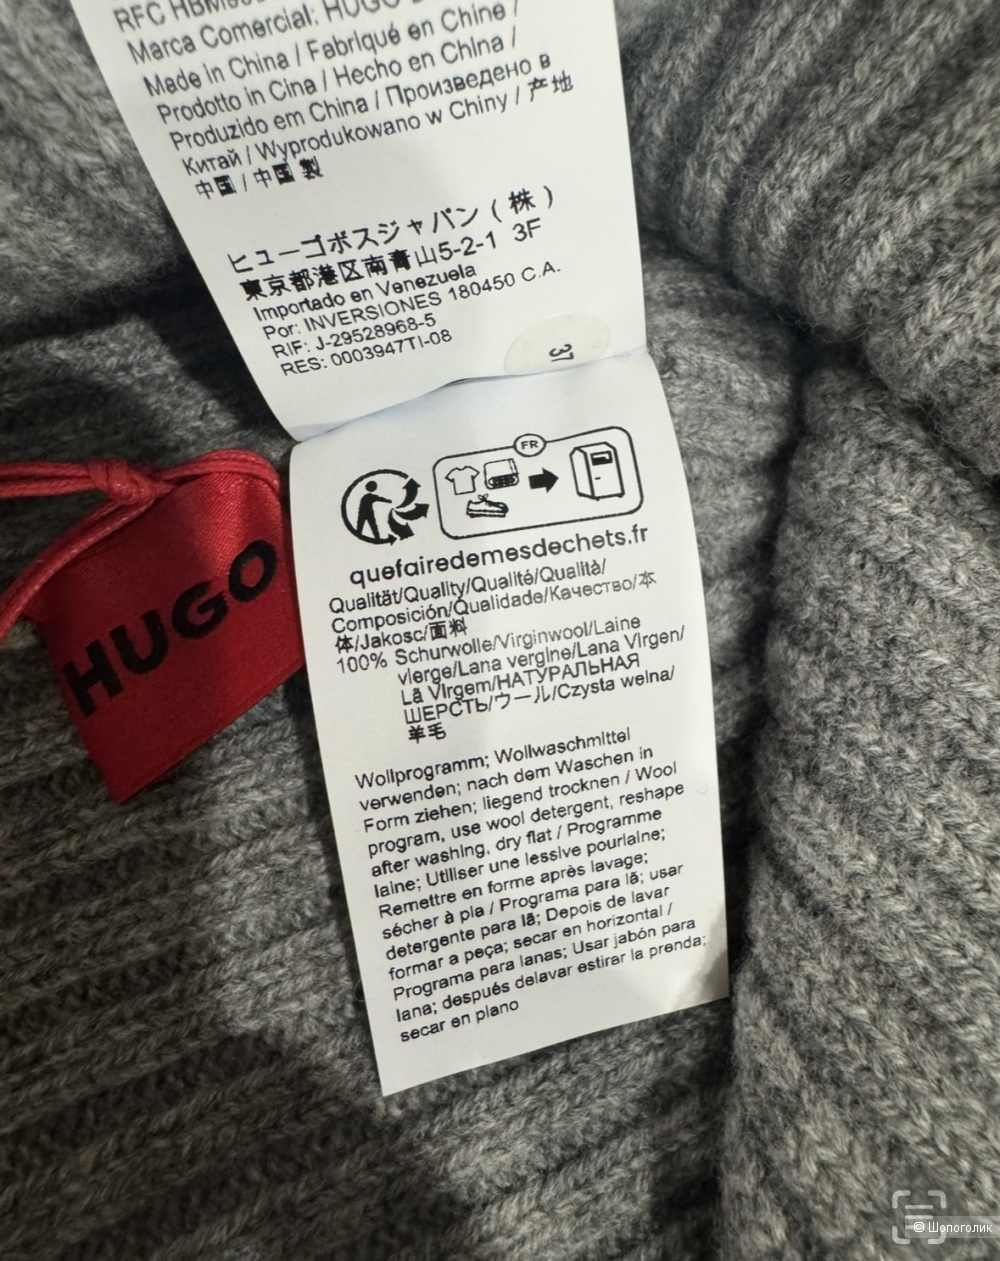 RFC
Marca Comercial: HUGO
Made in China / Fabriqué en Chine /
Prodotto in Cina / Hecho en China /
Produzido em China / Произведено в
Китай / Wyprodukowano w Chiny / 产地
中国 / 中国製
ヒューゴボスジャパン ( 株 )
東京都港区南青山5-2-1 3F
Importado en Venezuela
Por: INVERSIONES 180450 C.A.
RIF: J-29528968-5
RES: 0003947TI-08
37
FR
quefairedemesdechets.fr
Qualität/Quality/Qualité/Qualità/
Composición/Qualidade/Качество/本
体/Jakosc/面料
100% Schurwolle/Virginwool/Laine
vierge/Lana vergine/Lana Virgen/
Lã Virgem/НАТУРАЛЬНАЯ
ШЕРСТЬ/ウール/Czysta welna/
羊毛
Wollprogramm; Wollwaschmittel
verwenden; nach dem Waschen in
Form ziehen; liegend trocknen / Wool
program, use wool detergent, reshape
after washing, dry flat / Programme
laine; Utiliser une lessive pourlaine;
Remettre en forme après lavage;
sécher à pla / Programa para lã; usar
detergente para lã; Depois de lavar
formar a peça; secar en horizontal /
Programa para lanas; Usar jabón para
lana; después delavar estirar la prenda;
secar en plano
HUGO
© Шопоголик